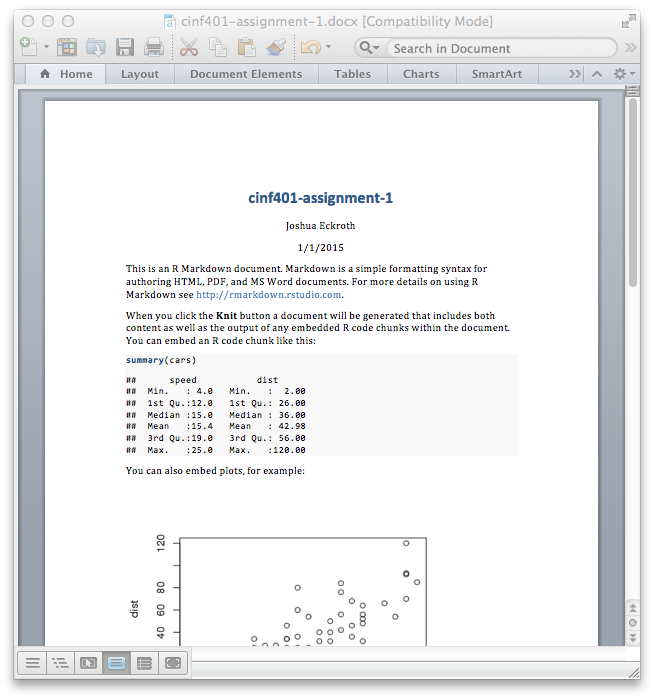 cinf401-assignment-1.docx [Compatibility Mode]
Search in Document
Home Layout Document Elements Tables Charts SmartArt
cinf401-assignment-1
Joshua Eckroth
1/1/2015
This is an R Markdown document. Markdown is a simple formatting syntax for
authoring HTML, PDF, and MS Word documents. For more details on using R
Markdown see http://rmarkdown.rstudio.com.
When you click the Knit button a document will be generated that includes both
content as well as the output of any embedded R code chunks within the document.
You can embed an R code chunk like this:
summary(cars)
##      speed           dist
##  Min.   : 4.0   Min.   :  2.00
##  1st Qu.:12.0   1st Qu.: 26.00
##  Median :15.0   Median : 36.00
##  Mean   :15.4   Mean   : 42.98
##  3rd Qu.:19.0   3rd Qu.: 56.00
##  Max.   :25.0   Max.   :120.00
You can also embed plots, for example:
120
80
60
40
dist